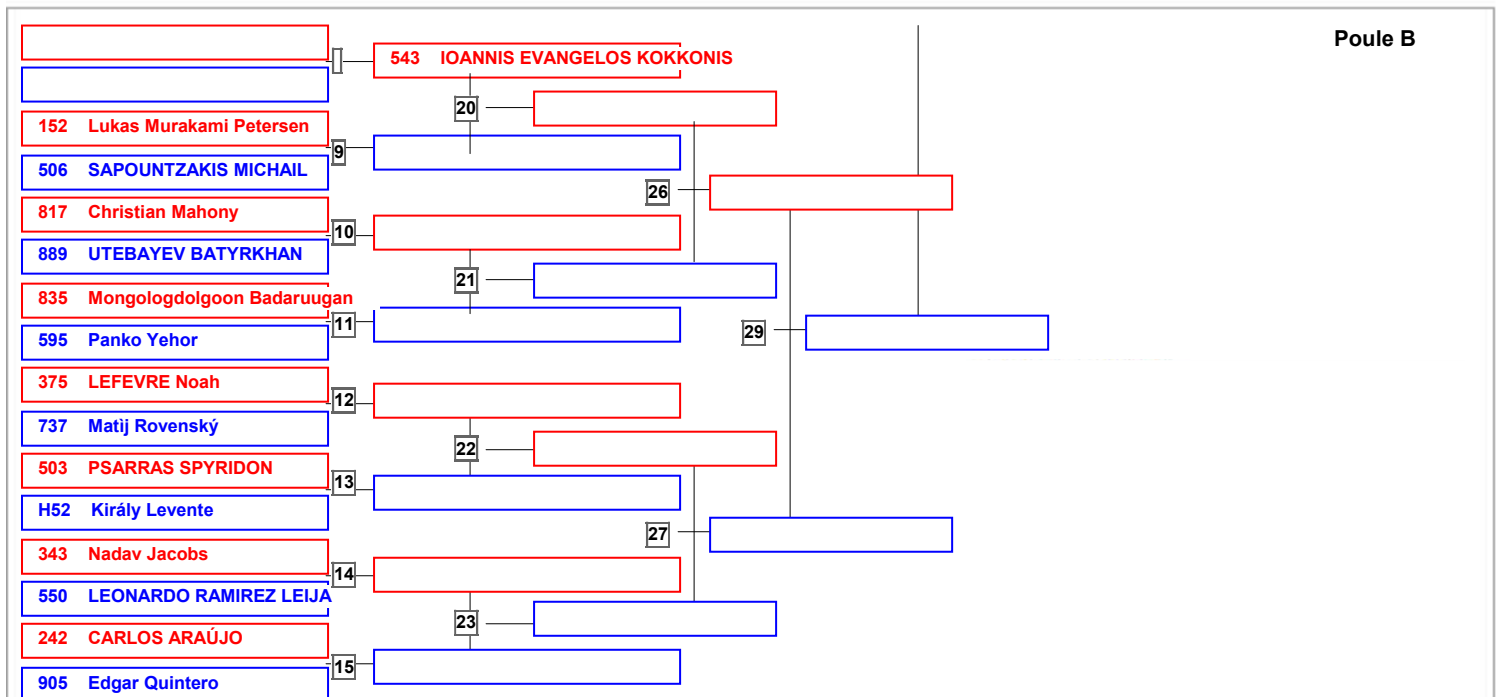 Poule B
543 IOANNIS EVANGELOS KOKKONIS
20
152 Lukas Murakami Petersen
9
506 SAPOUNTZAKIS MICHAIL
26
817 Christian Mahony
10
889 UTEBAYEV BATYRKHAN
21
835 Mongologdolgoon Badaruugan
11
29
595 Panko Yehor
375 LEFEVRE Noah
12
737 Matìj Rovenský
22
503 PSARRAS SPYRIDON
13
H52 Király Levente
27
343 Nadav Jacobs
14
550 LEONARDO RAMIREZ LEIJA
23
242 CARLOS ARAÚJO
15
905 Edgar Quintero